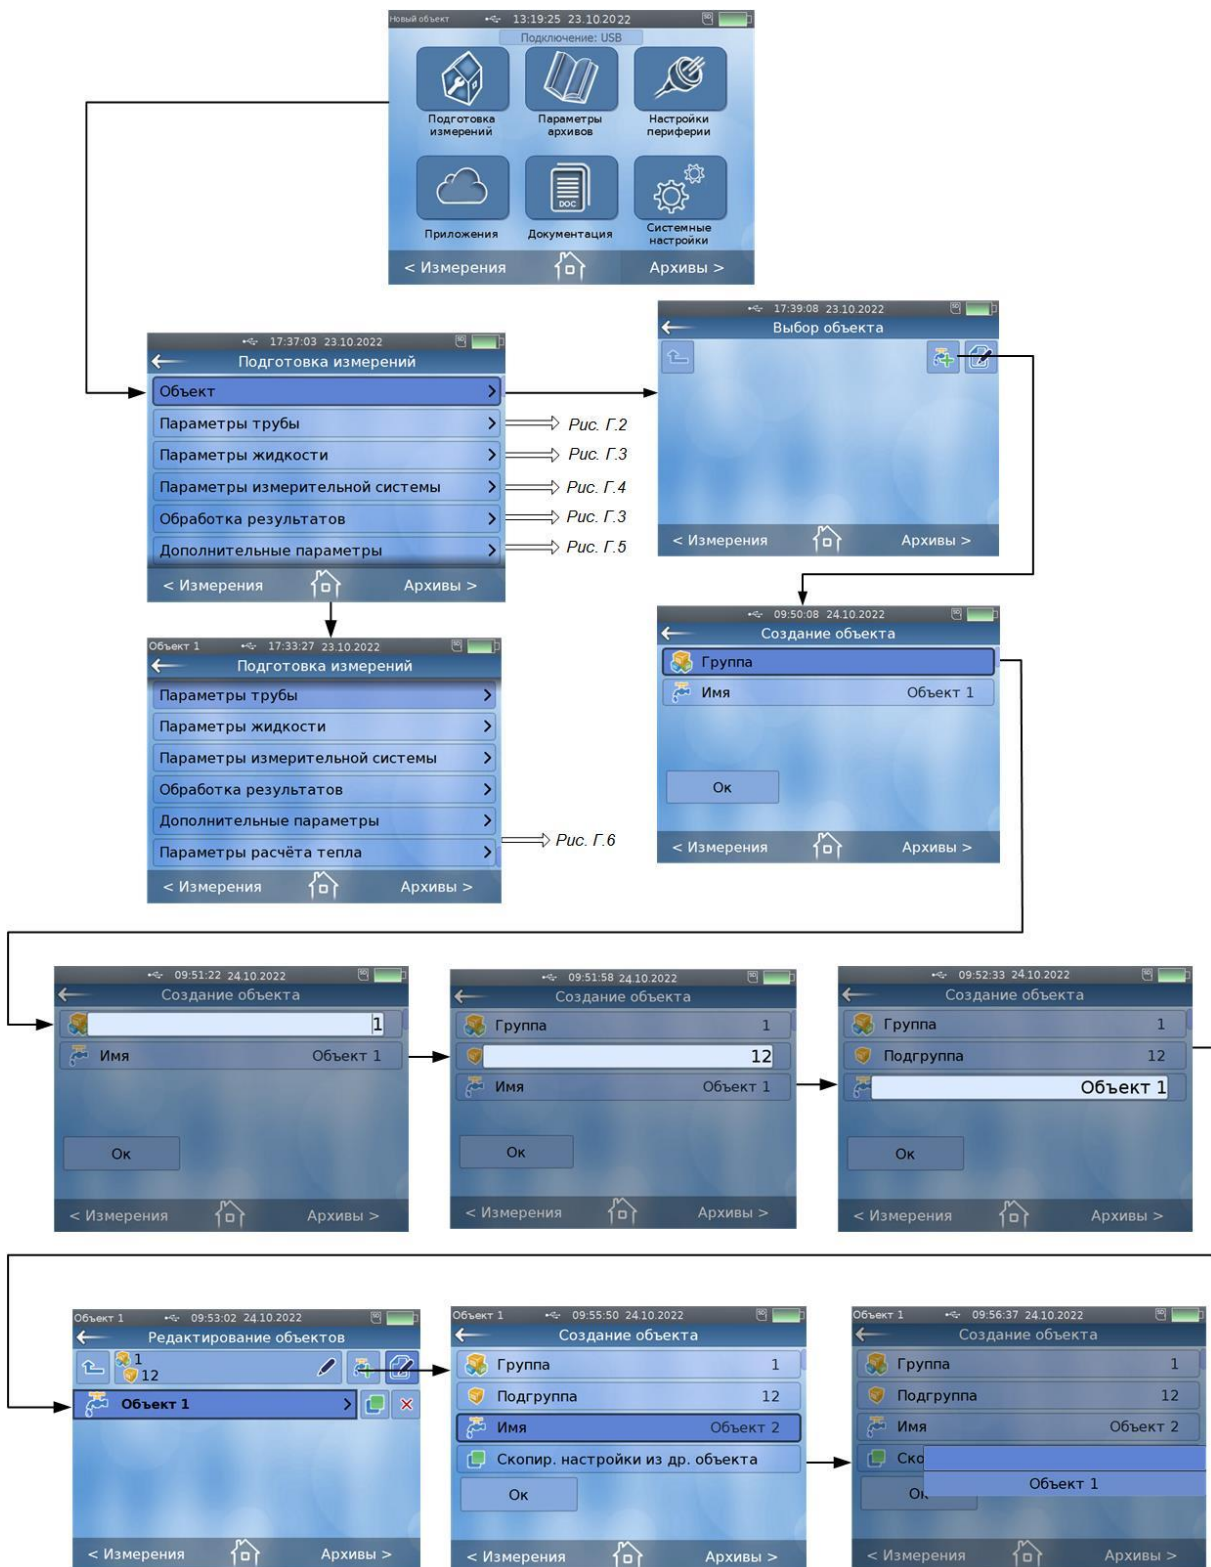 Новый объект 13:19:25 23.10.2022
Подключение: USB
Подготовка измерений
Параметры архивов
Настройки периферии
DOC
Приложения
Документация
Системные настройки
< Измерения Архивы >
17:37:03 23.10.2022
Подготовка измерений
Объект >
Параметры трубы >
Параметры жидкости >
Параметры измерительной системы >
Обработка результатов >
Дополнительные параметры >
< Измерения Архивы >
Рис. Г.2
Рис. Г.3
Рис. Г.4
Рис. Г.3
Рис. Г.5
17:39:08 23.10.2022
Выбор объекта
< Измерения Архивы >
Объект 1 17:33:27 23.10.2022
Подготовка измерений
Параметры трубы >
Параметры жидкости >
Параметры измерительной системы >
Обработка результатов >
Дополнительные параметры >
Параметры расчёта тепла >
< Измерения Архивы >
Рис. Г.6
09:50:08 24.10.2022
Создание объекта
Группа
Имя Объект 1
Ок
< Измерения Архивы >
09:51:22 24.10.2022
Создание объекта
1
Имя Объект 1
Ок
< Измерения Архивы >
09:51:58 24.10.2022
Создание объекта
Группа 1
12
Имя Объект 1
Ок
< Измерения Архивы >
09:52:33 24.10.2022
Создание объекта
Группа 1
Подгруппа 12
Объект 1
Ок
< Измерения Архивы >
Объект 1 09:53:02 24.10.2022
Редактирование объектов
1
12
Объект 1 >
< Измерения Архивы >
Объект 1 09:55:50 24.10.2022
Создание объекта
Группа 1
Подгруппа 12
Имя Объект 2
Скопир. настройки из др. объекта
Ок
< Измерения Архивы >
Объект 1 09:56:37 24.10.2022
Создание объекта
Группа 1
Подгруппа 12
Имя Объект 2
Ско
Объект 1
Ок
< Измерения Архивы >